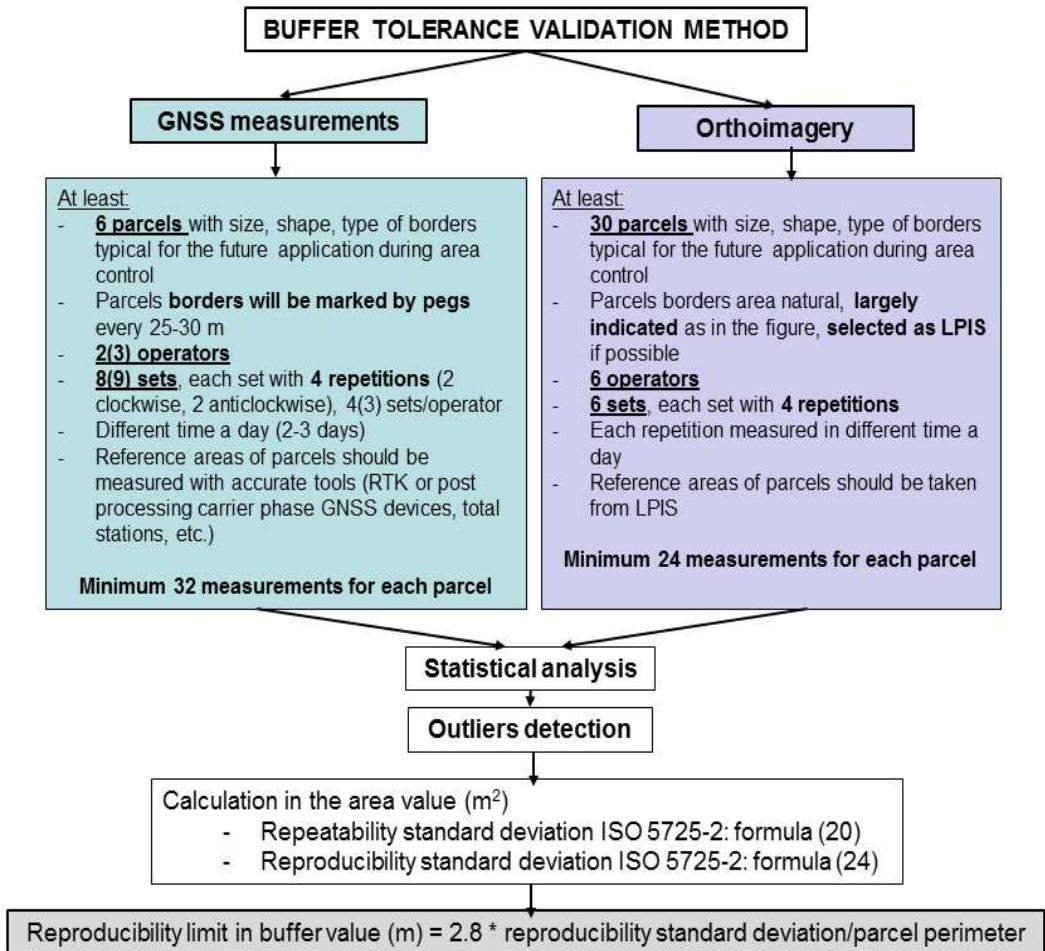 BUFFER TOLERANCE VALIDATION METHOD
GNSS measurements
At least:
- 6 parcels with size, shape, type of borders
typical for the future application during area
control
- Parcels borders will be marked by pegs
every 25-30 m
- 2(3) operators
- 8(9) sets, each set with 4 repetitions (2
clockwise, 2 anticlockwise), 4(3) sets/operator
- Different time a day (2-3 days)
- Reference areas of parcels should be
measured with accurate tools (RTK or post
processing carrier phase GNSS devices, total
stations, etc.)
Minimum 32 measurements for each parcel
Orthoimagery
At least:
- 30 parcels with size, shape, type of borders
typical for the future application during area
control
- Parcels borders area natural, largely
indicated as in the figure, selected as LPIS
if possible
- 6 operators
- 6 sets, each set with 4 repetitions
- Each repetition measured in different time a
day
- Reference areas of parcels should be taken
from LPIS
Minimum 24 measurements for each parcel
Statistical analysis
Outliers detection
Calculation in the area value (m²)
- Repeatability standard deviation ISO 5725-2: formula (20)
- Reproducibility standard deviation ISO 5725-2: formula (24)
Reproducibility limit in buffer value (m) = 2.8 * reproducibility standard deviation/parcel perimeter